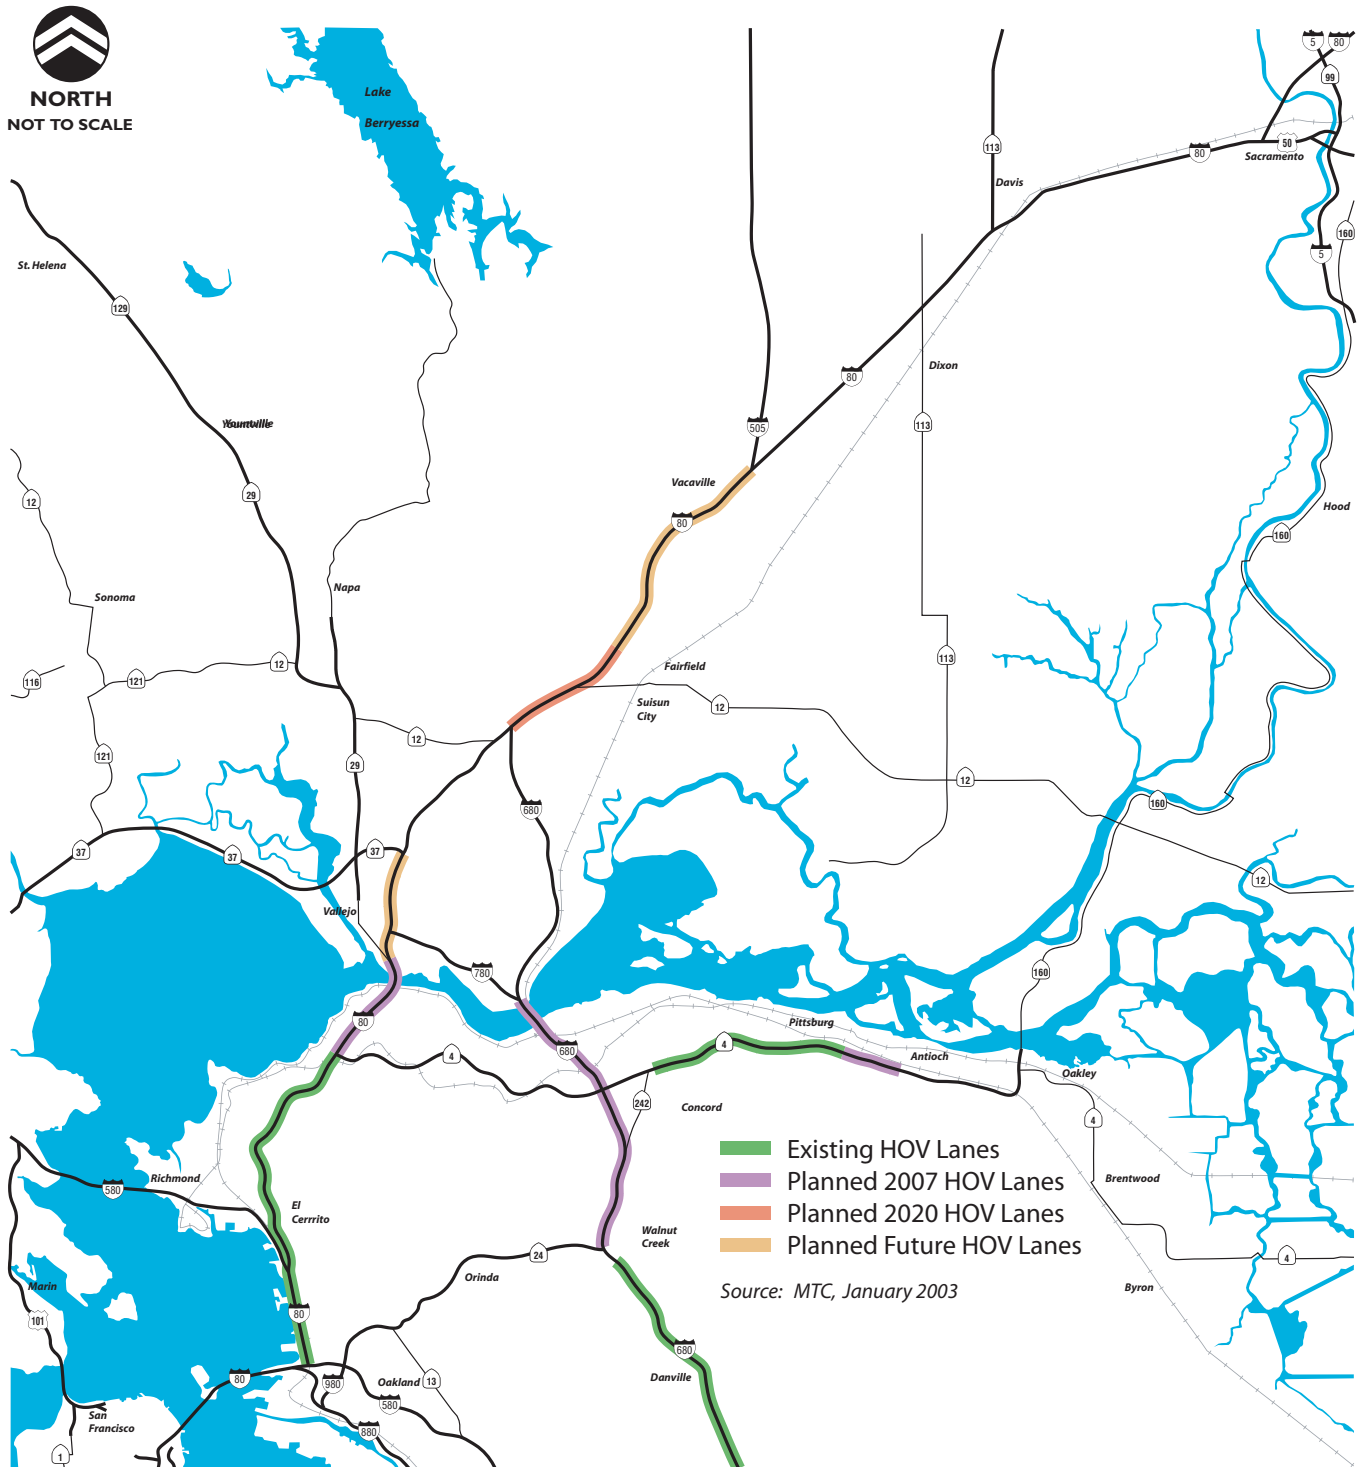 NORTH
NOT TO SCALE
Lake
Berryessa
5
80
99
113
80
50
Sacramento
Davis
160
5
St. Helena
129
80
Dixon
Yountville
505
113
Vacaville
29
12
80
Hood
160
Napa
Sonoma
113
12
Fairfield
116
121
Suisun
City
12
12
121
29
12
680
160
37
37
37
12
Vallejo
780
160
80
Pittsburg
680
4
4
Antioch
Oakley
242
Concord
4
Existing HOV Lanes
Planned 2007 HOV Lanes
Planned 2020 HOV Lanes
Planned Future HOV Lanes
Source: MTC, January 2003
Richmond
580
Brentwood
El
Cerrrito
Walnut
Creek
24
4
Orinda
Marin
Byron
101
80
680
Danville
80
980
Oakland
13
580
San
Francisco
880
1